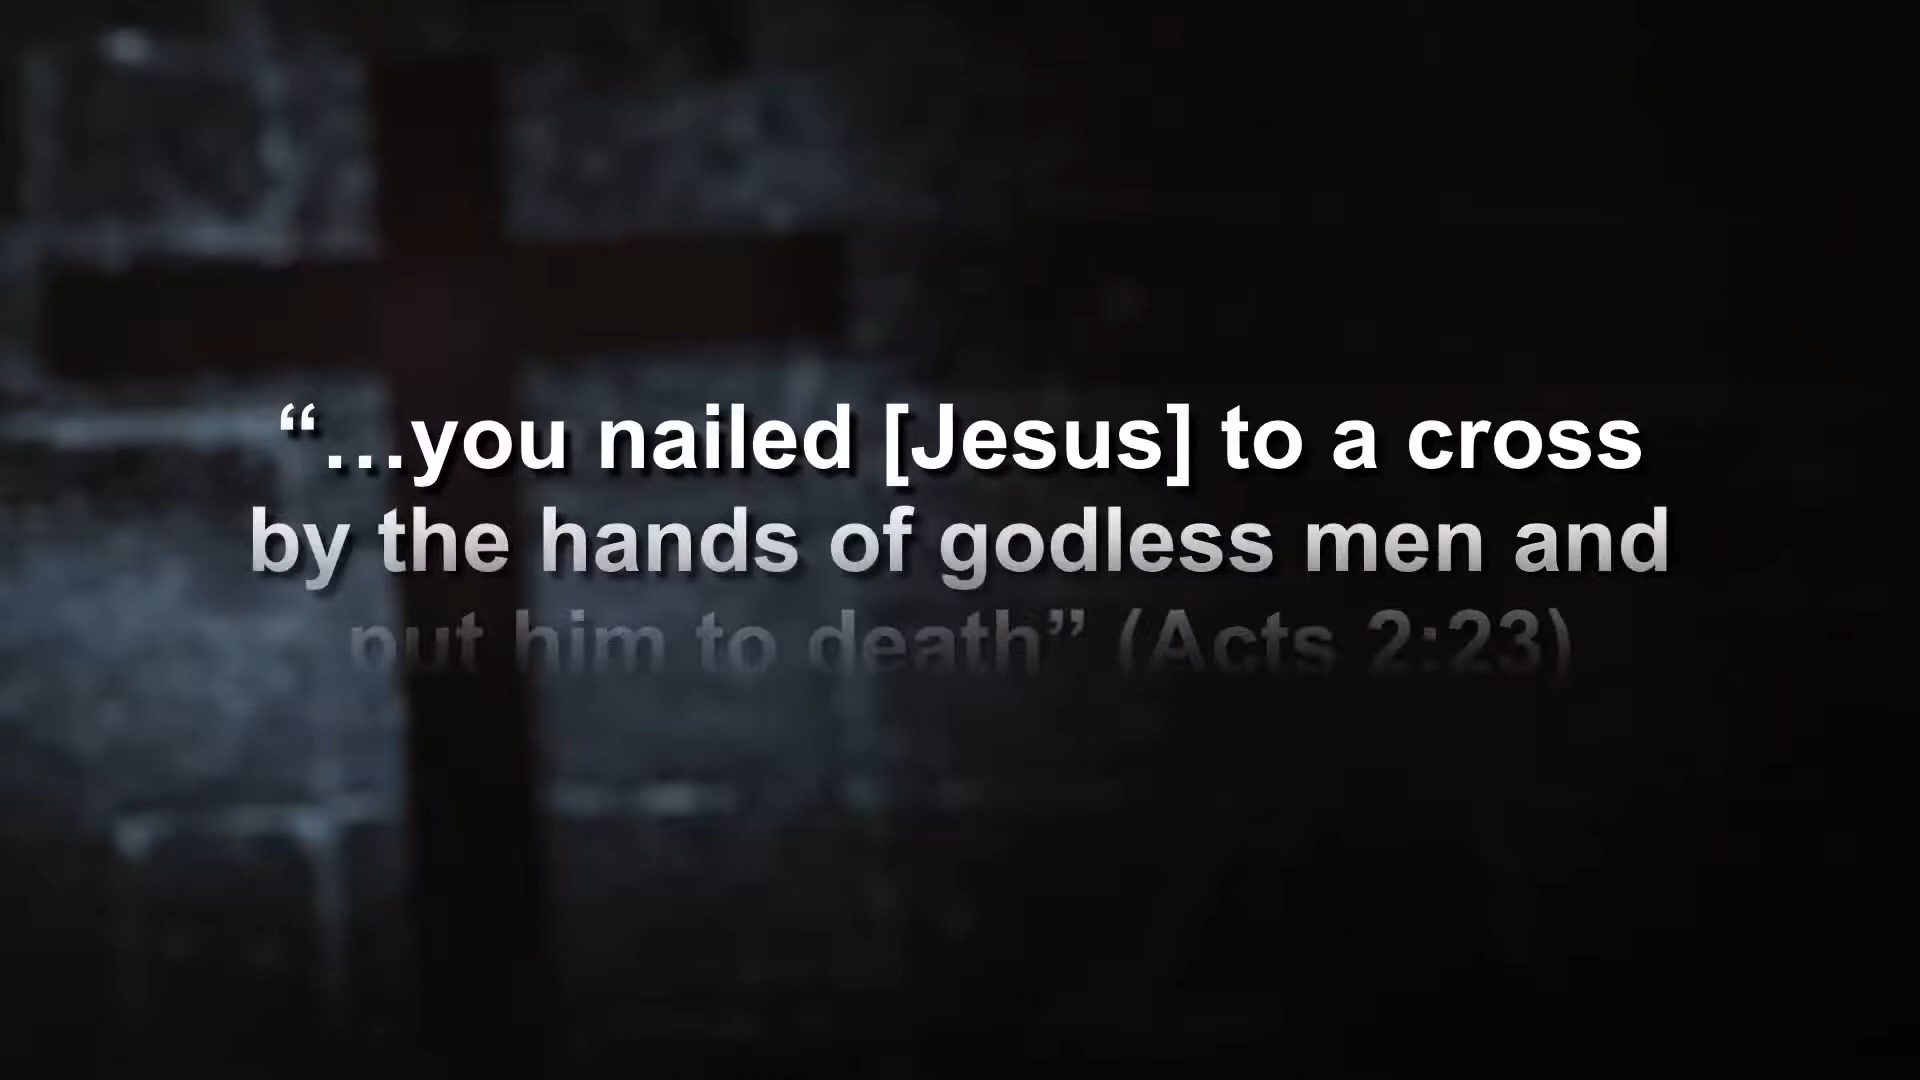 “…you nailed [Jesus] to a cross
by the hands of godless men and
put him to death” (Acts 2:23)